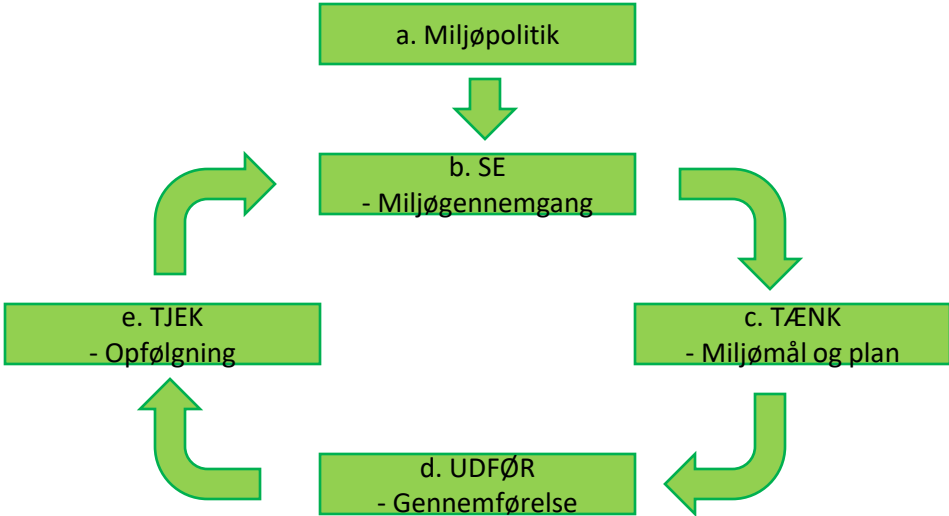 a. Miljøpolitik
b. SE
- Miljøgennemgang
c. TÆNK
- Miljømål og plan
d. UDFØR
- Gennemførelse
e. TJEK
- Opfølgning